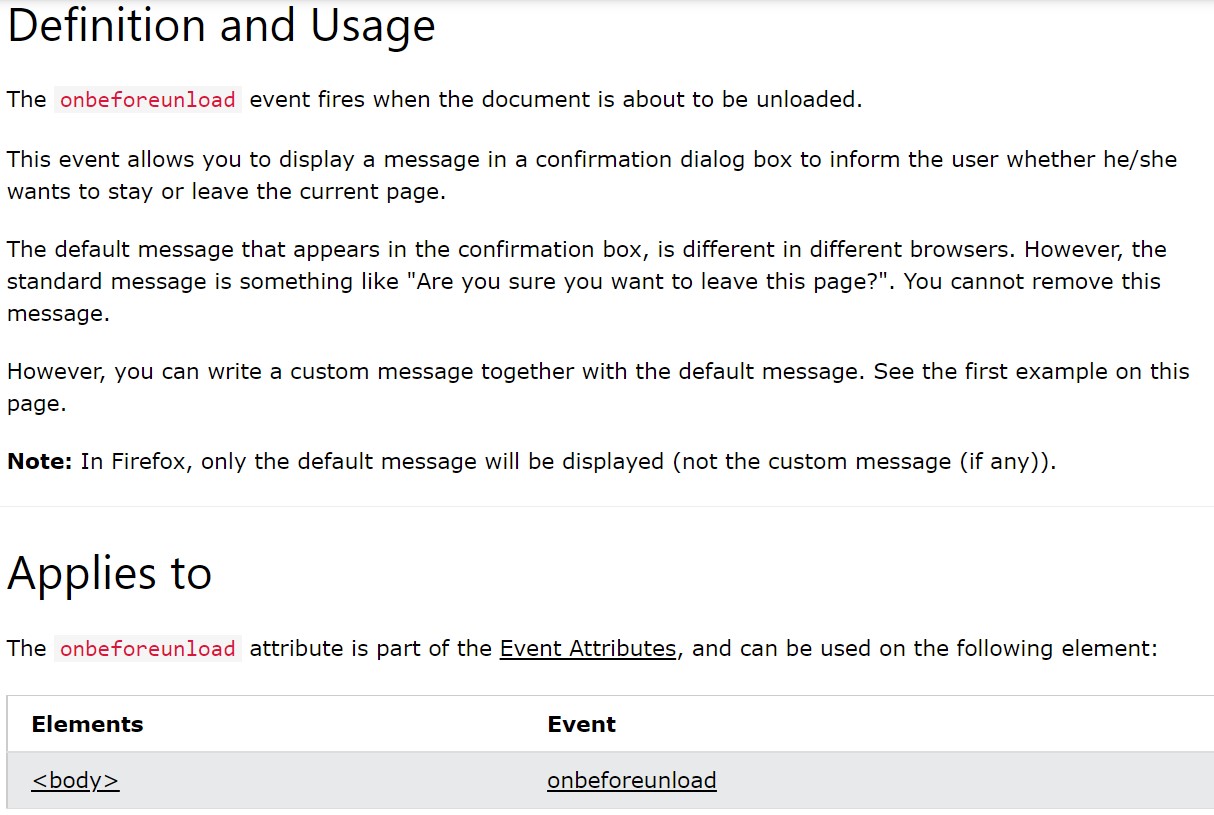 Definition and Usage
The onbeforeunload event fires when the document is about to be unloaded.
This event allows you to display a message in a confirmation dialog box to inform the user whether he/she
wants to stay or leave the current page.
The default message that appears in the confirmation box, is different in different browsers. However, the
standard message is something like "Are you sure you want to leave this page?". You cannot remove this
message.
However, you can write a custom message together with the default message. See the first example on this
page.
Note: In Firefox, only the default message will be displayed (not the custom message (if any)).
Applies to
The onbeforeunload attribute is part of the Event Attributes, and can be used on the following element:
Elements Event
<body> onbeforeunload